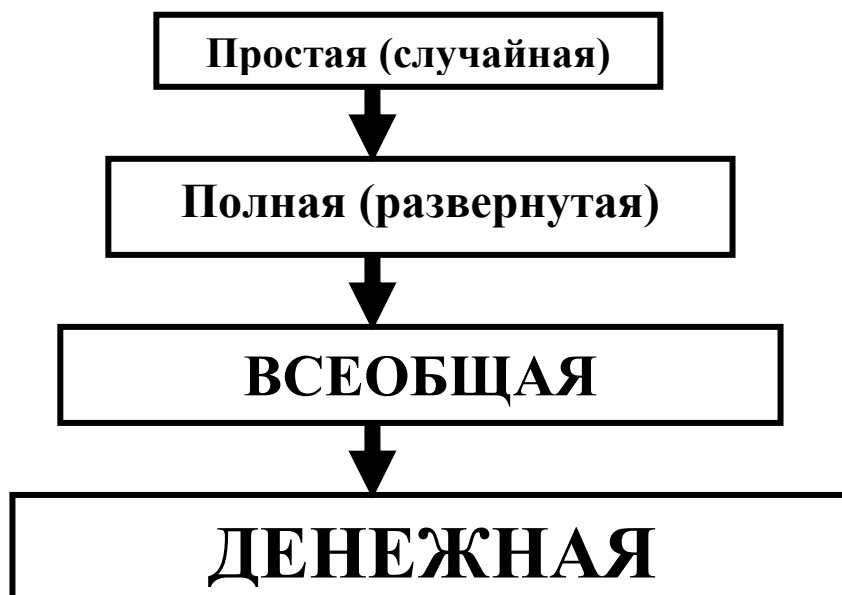 Простая (случайная)
Полная (развернутая)
ВСЕОБЩАЯ
ДЕНЕЖНАЯ